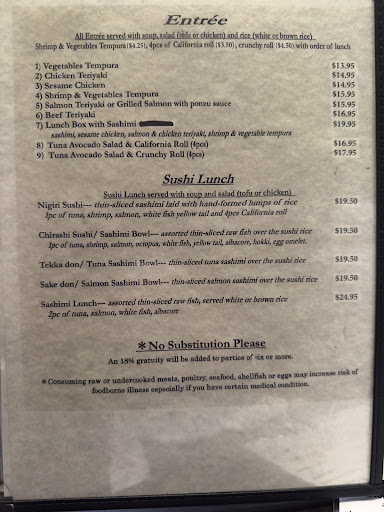 Entrée
All Entrée served with soup, salad (tofu or chicken) and rice (white or brown rice)
Shrimp & Vegetables Tempura ($4.25), 4pcs of California roll ($3.50), crunchy roll ($4.50) with order of lunch
1) Vegetables Tempura $13.95
2) Chicken Teriyaki $14.95
3) Sesame Chicken $14.95
4) Shrimp & Vegetables Tempura $15.95
5) Salmon Teriyaki or Grilled Salmon with ponzu sauce $15.95
6) Beef Teriyaki $16.95
7) Lunch Box with Sashimi $19.95
sashimi, sesame chicken, salmon & chicken teriyaki, shrimp & vegetable tempura
8) Tuna Avocado Salad & California Roll (4pcs) $16.95
9) Tuna Avocado Salad & Crunchy Roll (4pcs) $17.95
Sushi Lunch
Sushi Lunch served with soup and salad (tofu or chicken)
Nigiri Sushi--- thin-sliced sashimi laid with hand-formed humps of rice $19.50
1pc of tuna, shrimp, salmon, white fish yellow tail and 4pcs California roll
Chirashi Sushi/ Sashimi Bowl--- assorted thin-sliced raw fish over the sushi rice $19.50
1pc of tuna, shrimp, salmon, octopus, white fish, yellow tail, albacore, hokki, egg omelet.
Tekka don/ Tuna Sashimi Bowl--- thin-sliced tuna sashimi over the sushi rice $19.50
Sake don/ Salmon Sashimi Bowl--- thin-sliced salmon sashimi over the sushi rice $19.50
Sashimi Lunch--- assorted thin-sliced raw fish, served white or brown rice $24.95
2pc of tuna, salmon, white fish, albacore
*No Substitution Please
An 18% gratuity will be added to parties of six or more.
*Consuming raw or undercooked meats, poultry, seafood, shellfish or eggs may increase risk of
foodborne illness especially if you have certain medical condition.